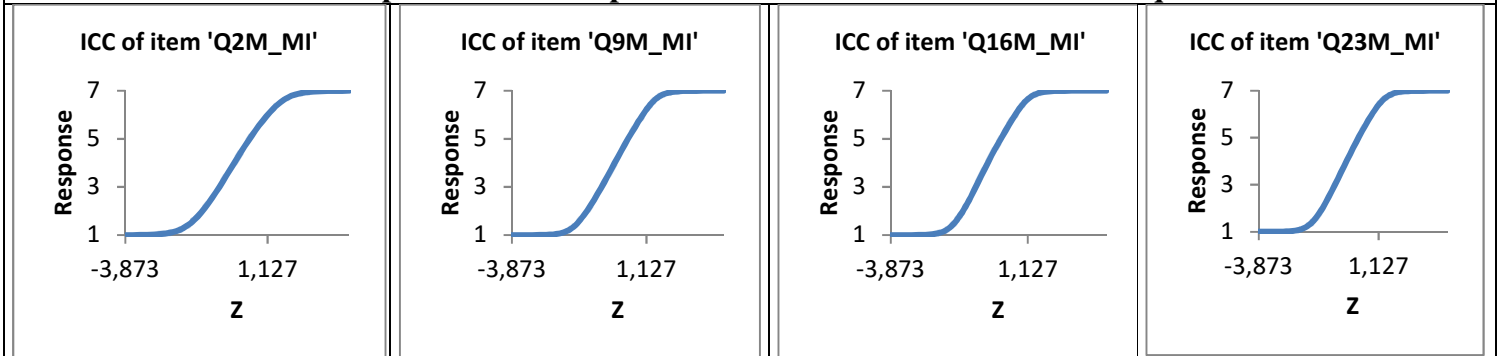 ICC of item 'Q2M_MI'
7
5
3
1
Response
-3,873 1,127
Z
ICC of item 'Q9M_MI'
7
5
3
1
Response
-3,873 1,127
Z
ICC of item 'Q16M_MI'
7
5
3
1
Response
-3,873 1,127
Z
ICC of item 'Q23M_MI'
7
5
3
1
Response
-3,873 1,127
Z